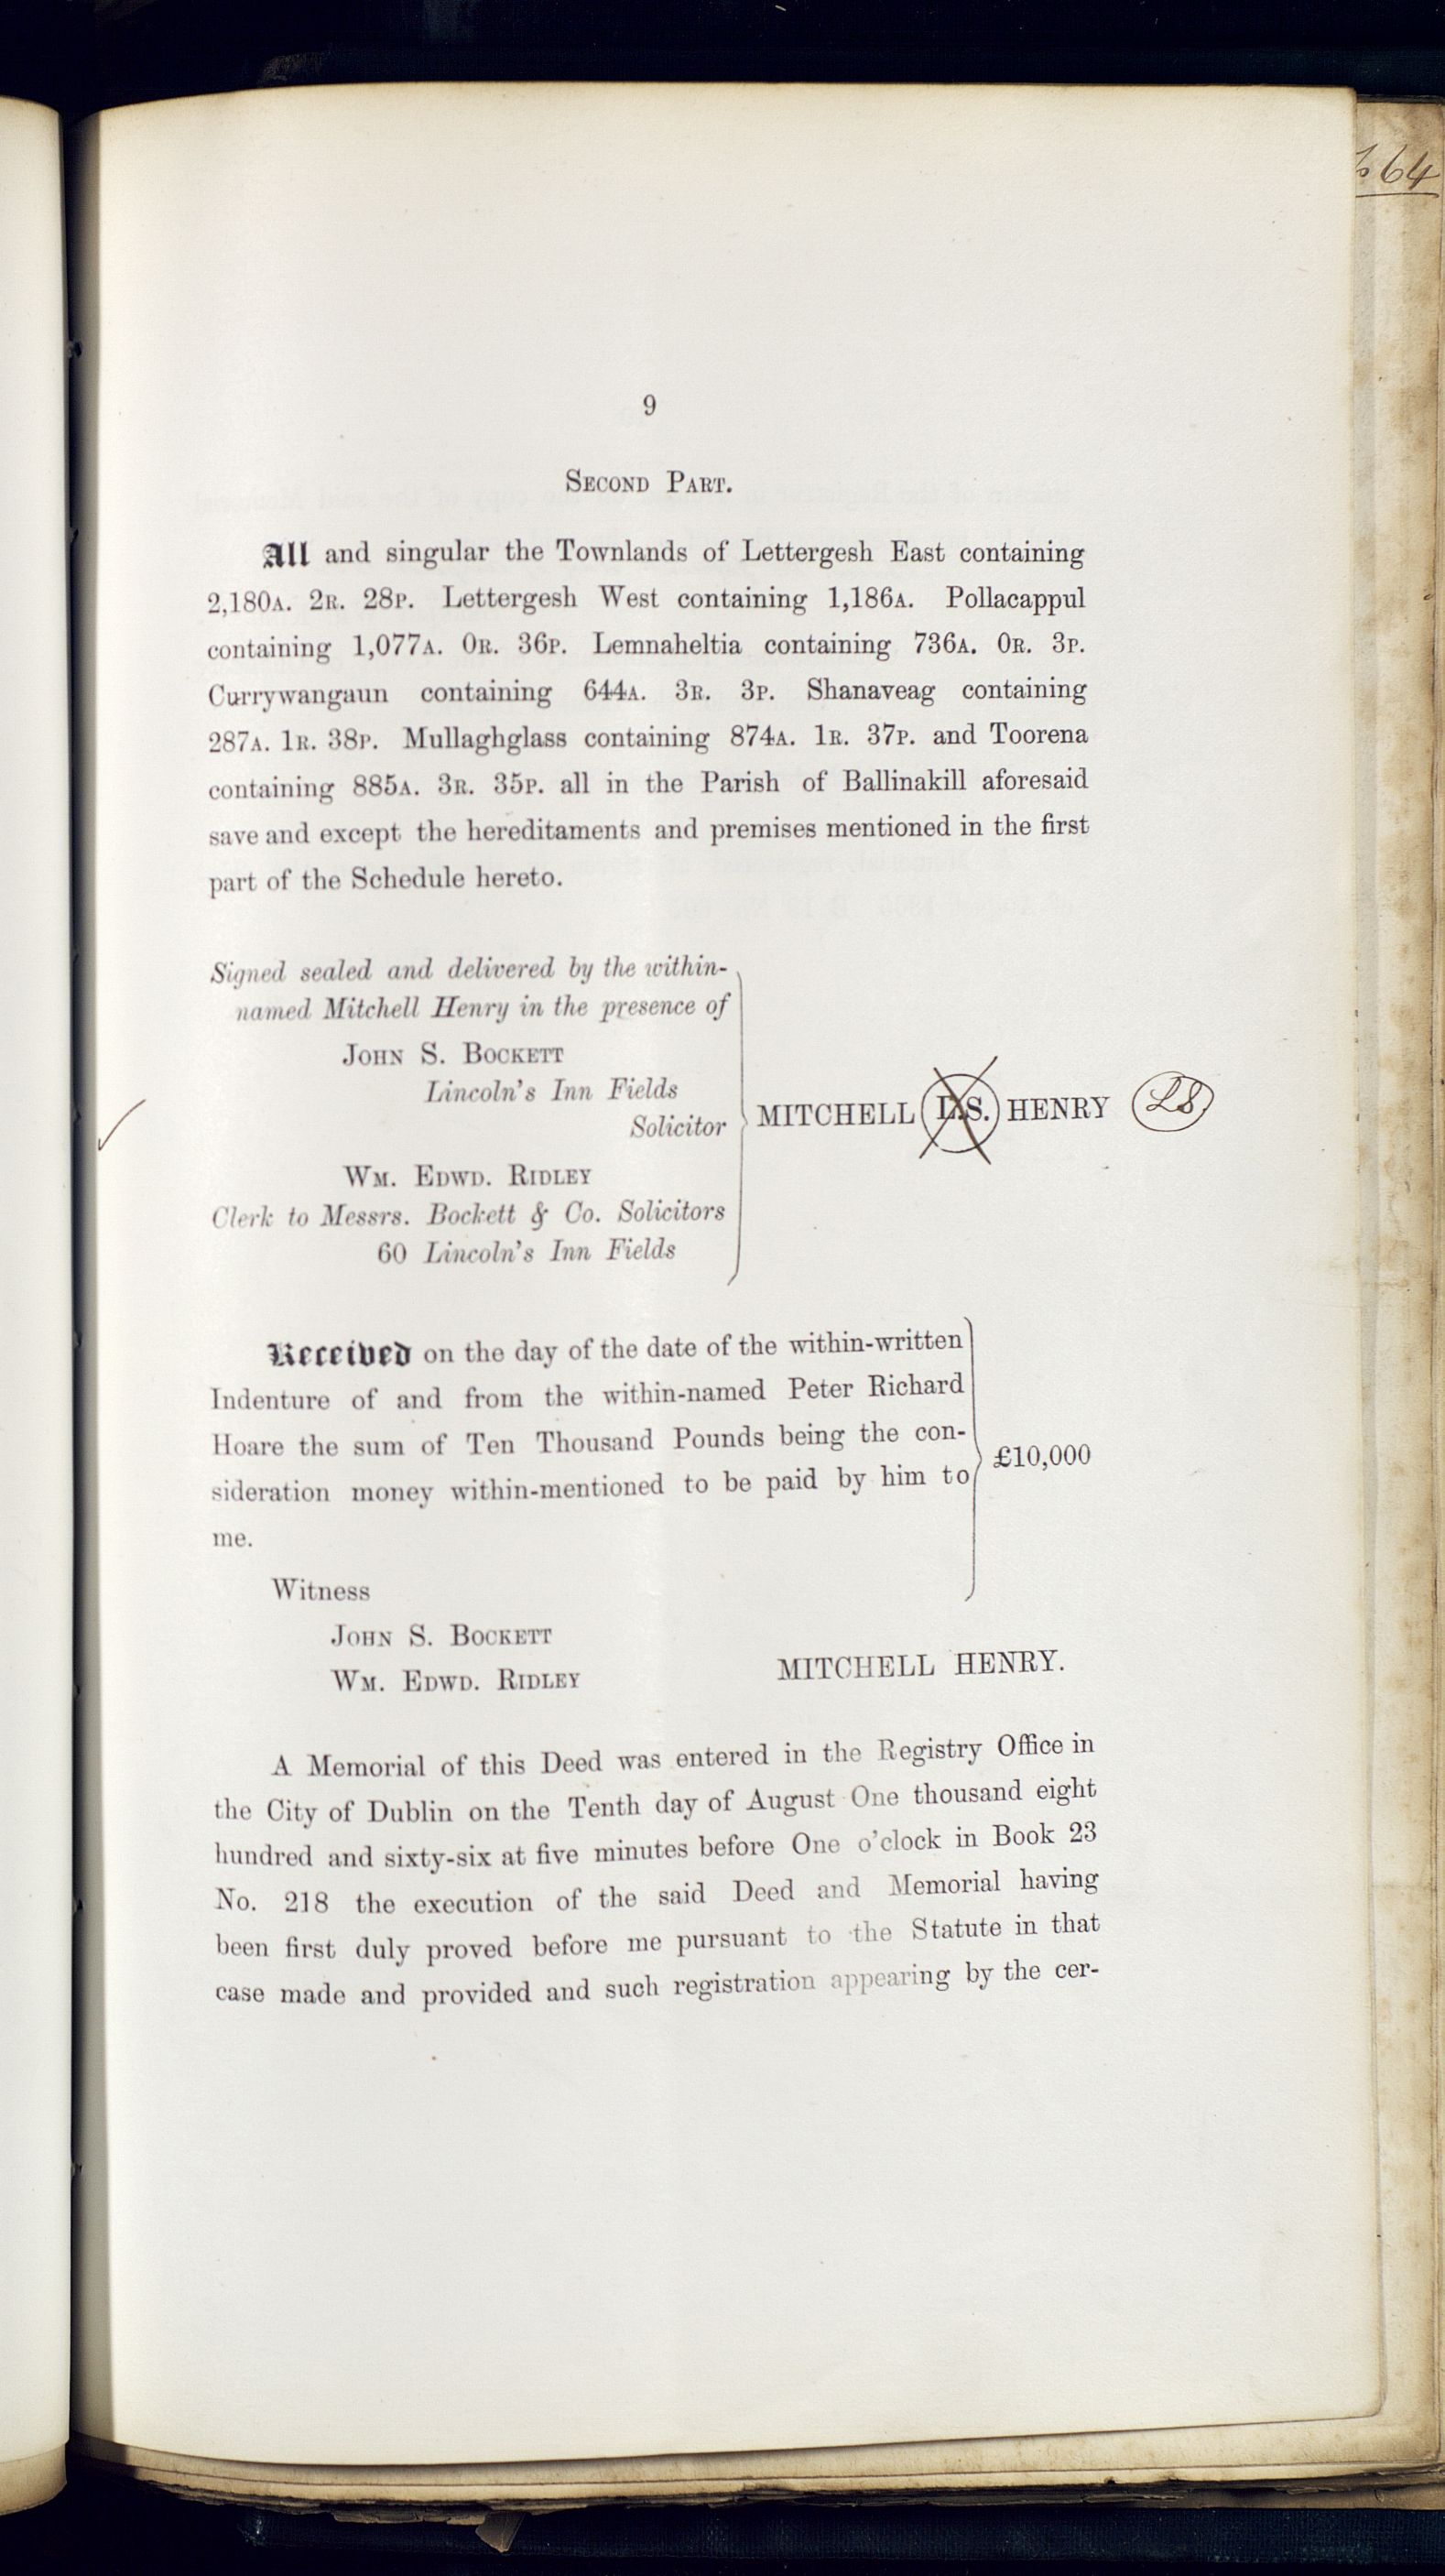 64
9
SECOND PART.
All and singular the Townlands of Lettergesh East containing
2,180A. 2R. 28P. Lettergesh West containing 1,186A. Pollacappul
containing 1,077A. 0R. 36P. Lemnaheltia containing 736A. 0R. 3P.
Currywangaun containing 644A. 3R. 3P. Shanaveag containing
287A. 1R. 38P. Mullaghglass containing 874A. 1R. 37P. and Toorena
containing 885A. 3R. 35P. all in the Parish of Ballinakill aforesaid
save and except the hereditaments and premises mentioned in the first
part of the Schedule hereto.
Signed sealed and delivered by the within-
named Mitchell Henry in the presence of
JOHN S. BOCKETT
Lincoln's Inn Fields
Solicitor
WM. EDWD. RIDLEY
Clerk to Messrs. Bockett & Co. Solicitors
60 Lincoln's Inn Fields
MITCHELL L.S. HENRY LS
Received on the day of the date of the within-written
Indenture of and from the within-named Peter Richard
Hoare the sum of Ten Thousand Pounds being the con-
sideration money within-mentioned to be paid by him to
me.
£10,000
Witness
JOHN S. BOCKETT
WM. EDWD. RIDLEY
MITCHELL HENRY.
A Memorial of this Deed was entered in the Registry Office in
the City of Dublin on the Tenth day of August One thousand eight
hundred and sixty-six at five minutes before One o'clock in Book 23
No. 218 the execution of the said Deed and Memorial having
been first duly proved before me pursuant to the Statute in that
case made and provided and such registration appearing by the cer-